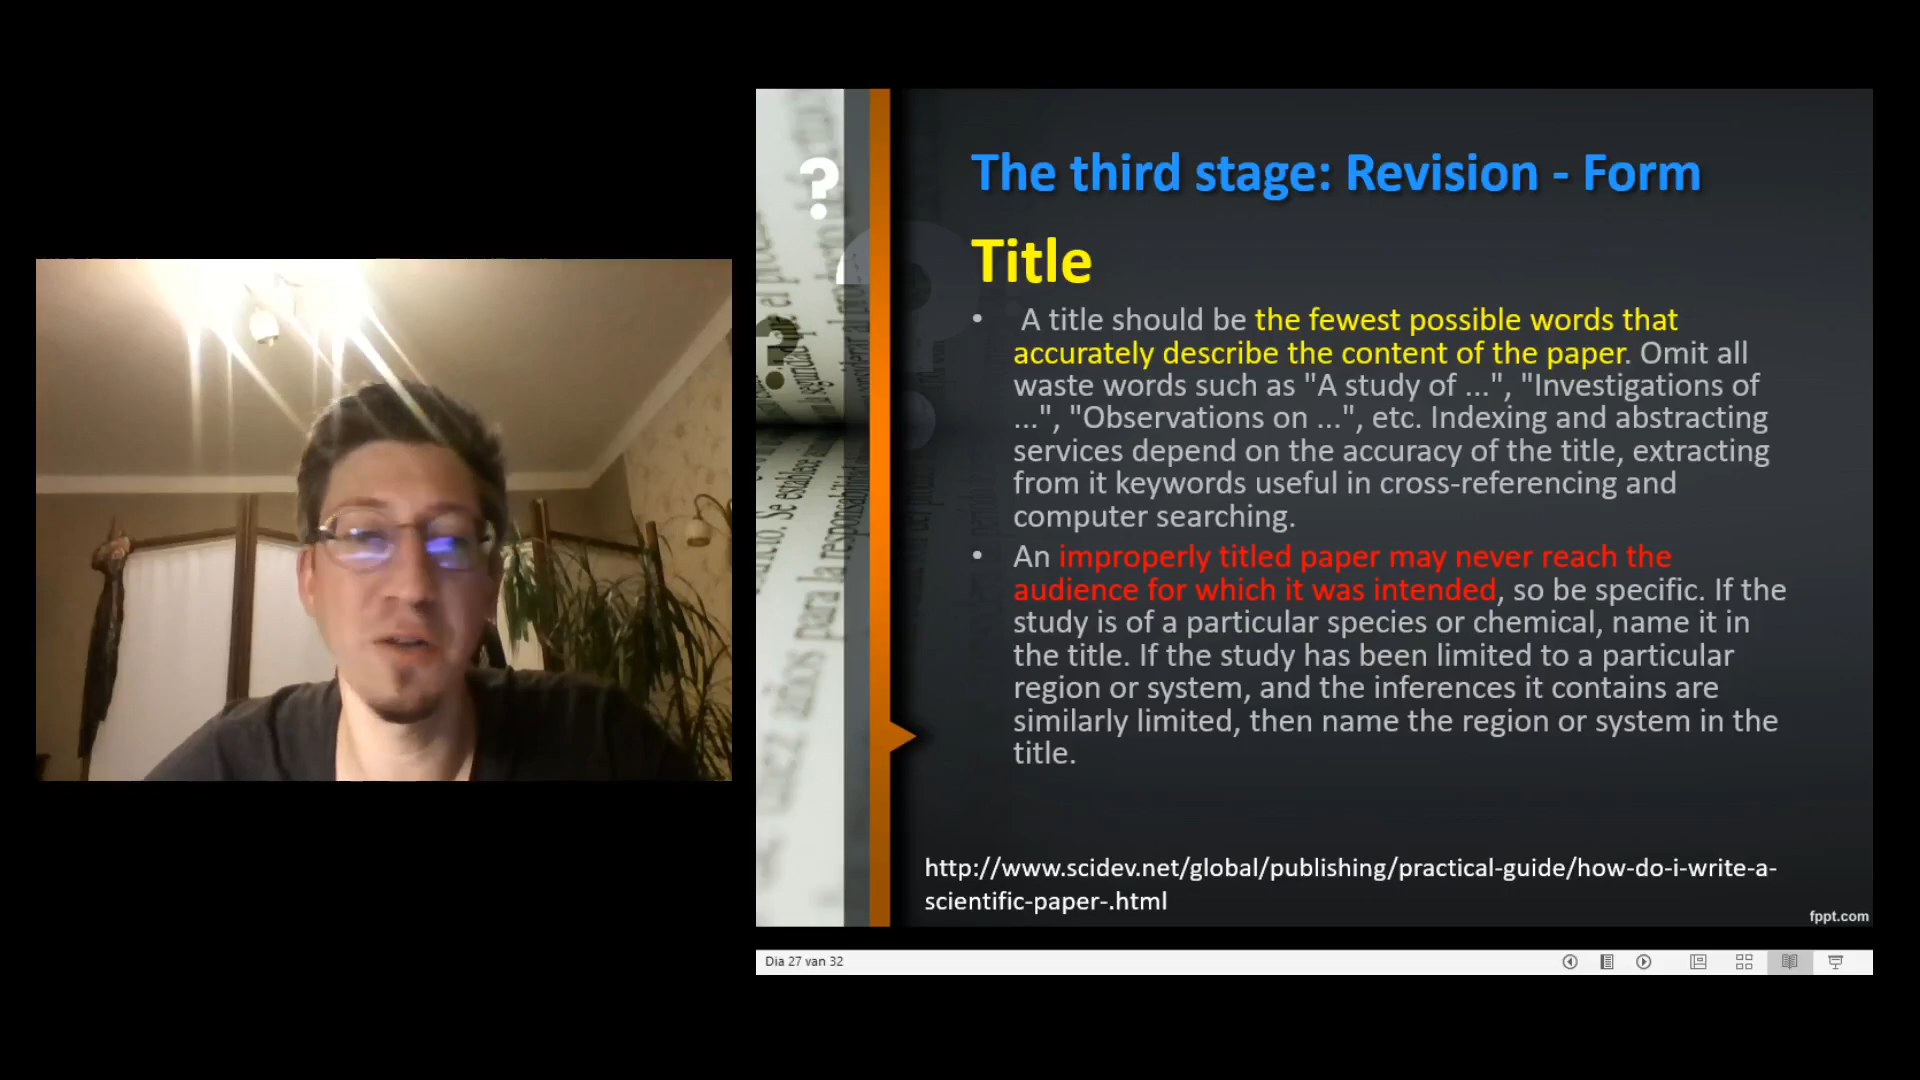 The third stage: Revision - Form
Title
• A title should be the fewest possible words that
accurately describe the content of the paper. Omit all
waste words such as "A study of ...", "Investigations of
...", "Observations on ...", etc. Indexing and abstracting
services depend on the accuracy of the title, extracting
from it keywords useful in cross-referencing and
computer searching.
• An improperly titled paper may never reach the
audience for which it was intended, so be specific. If the
study is of a particular species or chemical, name it in
the title. If the study has been limited to a particular
region or system, and the inferences it contains are
similarly limited, then name the region or system in the
title.
http://www.scidev.net/global/publishing/practical-guide/how-do-i-write-a-
scientific-paper-.html
fppt.com
Dia 27 van 32
?
?
para la responsabilidad
Se establece